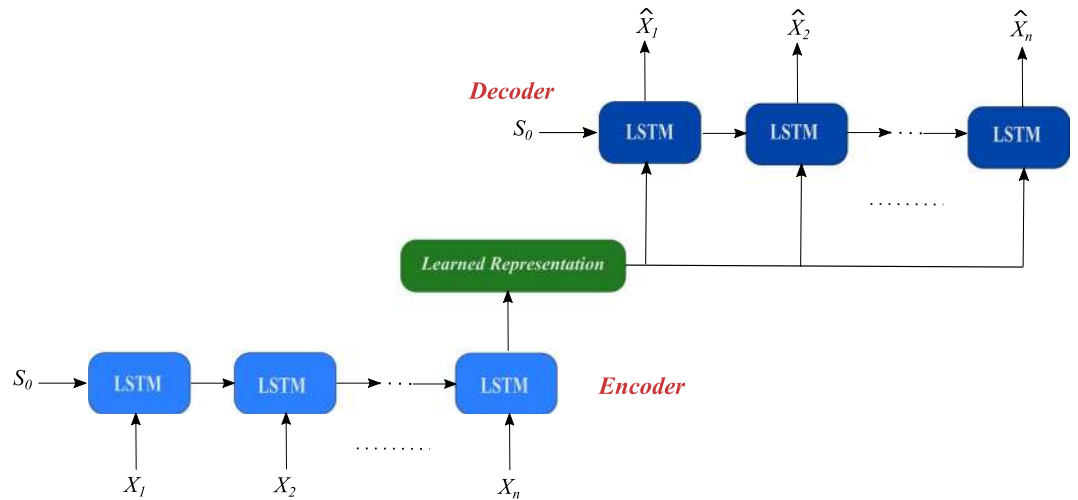 X̂₁ X̂₂ X̂ₙ
Decoder
S₀ LSTM LSTM . . . LSTM
. . . . . . . . .
Learned Representation
S₀ LSTM LSTM . . . LSTM Encoder
. . . . . . . . .
X₁ X₂ Xₙ